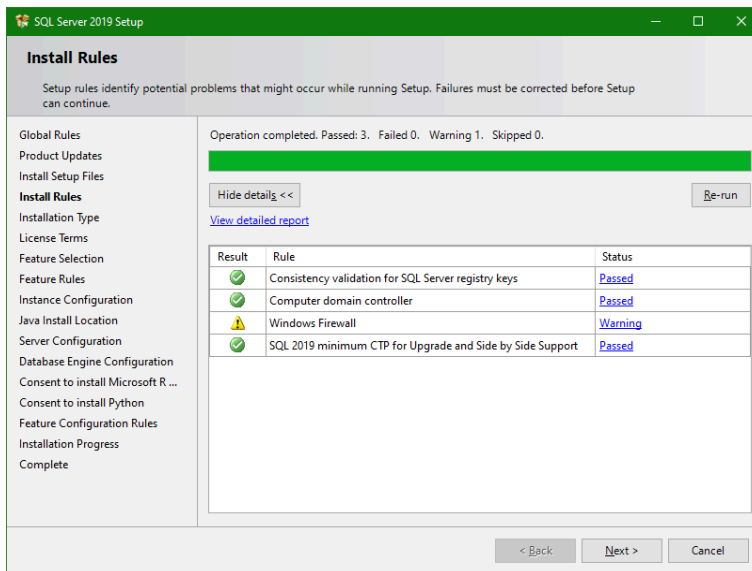 SQL Server 2019 Setup
Install Rules
Setup rules identify potential problems that might occur while running Setup. Failures must be corrected before Setup
can continue.
Global Rules
Product Updates
Install Setup Files
Install Rules
Installation Type
License Terms
Feature Selection
Feature Rules
Instance Configuration
Java Install Location
Server Configuration
Database Engine Configuration
Consent to install Microsoft R ...
Consent to install Python
Feature Configuration Rules
Installation Progress
Complete
Operation completed. Passed: 3. Failed 0. Warning 1. Skipped 0.
Hide details << Re-run
View detailed report
Result Rule Status
Consistency validation for SQL Server registry keys Passed
Computer domain controller Passed
Windows Firewall Warning
SQL 2019 minimum CTP for Upgrade and Side by Side Support Passed
< Back Next > Cancel